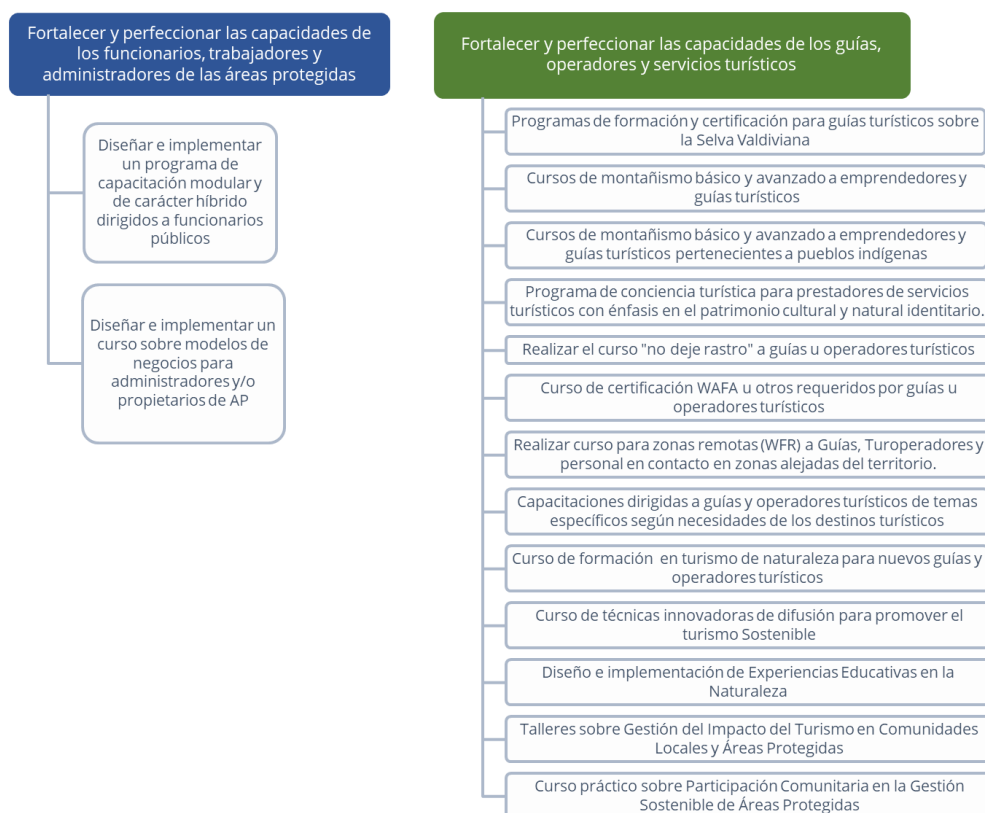 Fortalecer y perfeccionar las capacidades de
los funcionarios, trabajadores y
administradores de las áreas protegidas
Diseñar e implementar
un programa de
capacitación modular y
de carácter híbrido
dirigidos a funcionarios
públicos
Diseñar e implementar un
curso sobre modelos de
negocios para
administradores y/o
propietarios de AP
Fortalecer y perfeccionar las capacidades de los guías,
operadores y servicios turísticos
Programas de formación y certificación para guías turísticos sobre
la Selva Valdiviana
Cursos de montañismo básico y avanzado a emprendedores y
guías turísticos
Cursos de montañismo básico y avanzado a emprendedores y
guías turísticos pertenecientes a pueblos indígenas
Programa de conciencia turística para prestadores de servicios
turísticos con énfasis en el patrimonio cultural y natural identitario.
Realizar el curso "no deje rastro" a guías u operadores turísticos
Curso de certificación WAFA u otros requeridos por guías u
operadores turísticos
Realizar curso para zonas remotas (WFR) a Guías, Turoperadores y
personal en contacto en zonas alejadas del territorio.
Capacitaciones dirigidas a guías y operadores turísticos de temas
específicos según necesidades de los destinos turísticos
Curso de formación en turismo de naturaleza para nuevos guías y
operadores turísticos
Curso de técnicas innovadoras de difusión para promover el
turismo Sostenible
Diseño e implementación de Experiencias Educativas en la
Naturaleza
Talleres sobre Gestión del Impacto del Turismo en Comunidades
Locales y Áreas Protegidas
Curso práctico sobre Participación Comunitaria en la Gestión
Sostenible de Áreas Protegidas